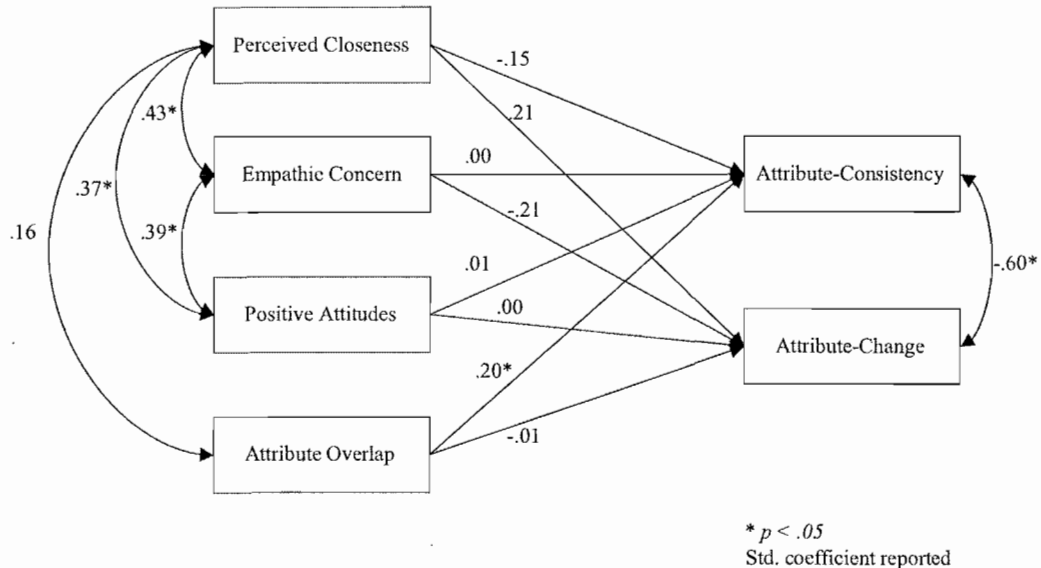 Perceived Closeness
-.15
.43*
.21
Empathic Concern
.00
Attribute-Consistency
.37*
-.21
.16
.39*
.01
-.60*
Positive Attitudes
.00
Attribute-Change
.20*
-.01
Attribute Overlap
* p < .05
Std. coefficient reported